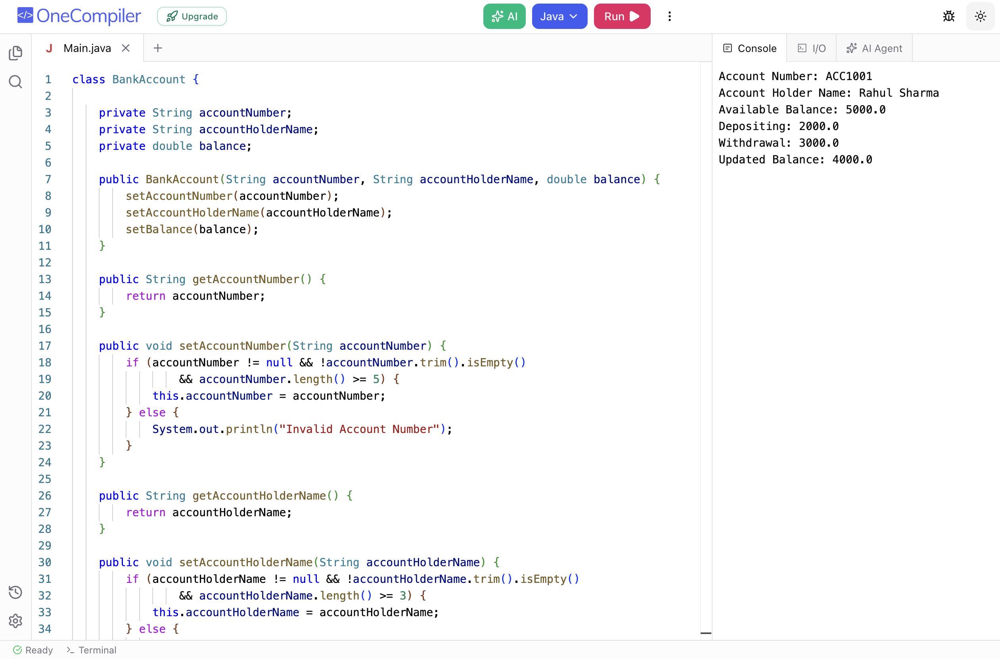 </> OneCompiler
Upgrade
AI
Java
Run
J Main.java
Console
I/O
AI Agent
1 class BankAccount {
2
3     private String accountNumber;
4     private String accountHolderName;
5     private double balance;
6
7     public BankAccount(String accountNumber, String accountHolderName, double balance) {
8         setAccountNumber(accountNumber);
9         setAccountHolderName(accountHolderName);
10         setBalance(balance);
11     }
12
13     public String getAccountNumber() {
14         return accountNumber;
15     }
16
17     public void setAccountNumber(String accountNumber) {
18         if (accountNumber != null && !accountNumber.trim().isEmpty()
19                 && accountNumber.length() >= 5) {
20             this.accountNumber = accountNumber;
21         } else {
22             System.out.println("Invalid Account Number");
23         }
24     }
25
26     public String getAccountHolderName() {
27         return accountHolderName;
28     }
29
30     public void setAccountHolderName(String accountHolderName) {
31         if (accountHolderName != null && !accountHolderName.trim().isEmpty()
32                 && accountHolderName.length() >= 3) {
33             this.accountHolderName = accountHolderName;
34         } else {
Account Number: ACC1001
Account Holder Name: Rahul Sharma
Available Balance: 5000.0
Depositing: 2000.0
Withdrawal: 3000.0
Updated Balance: 4000.0
Ready
Terminal